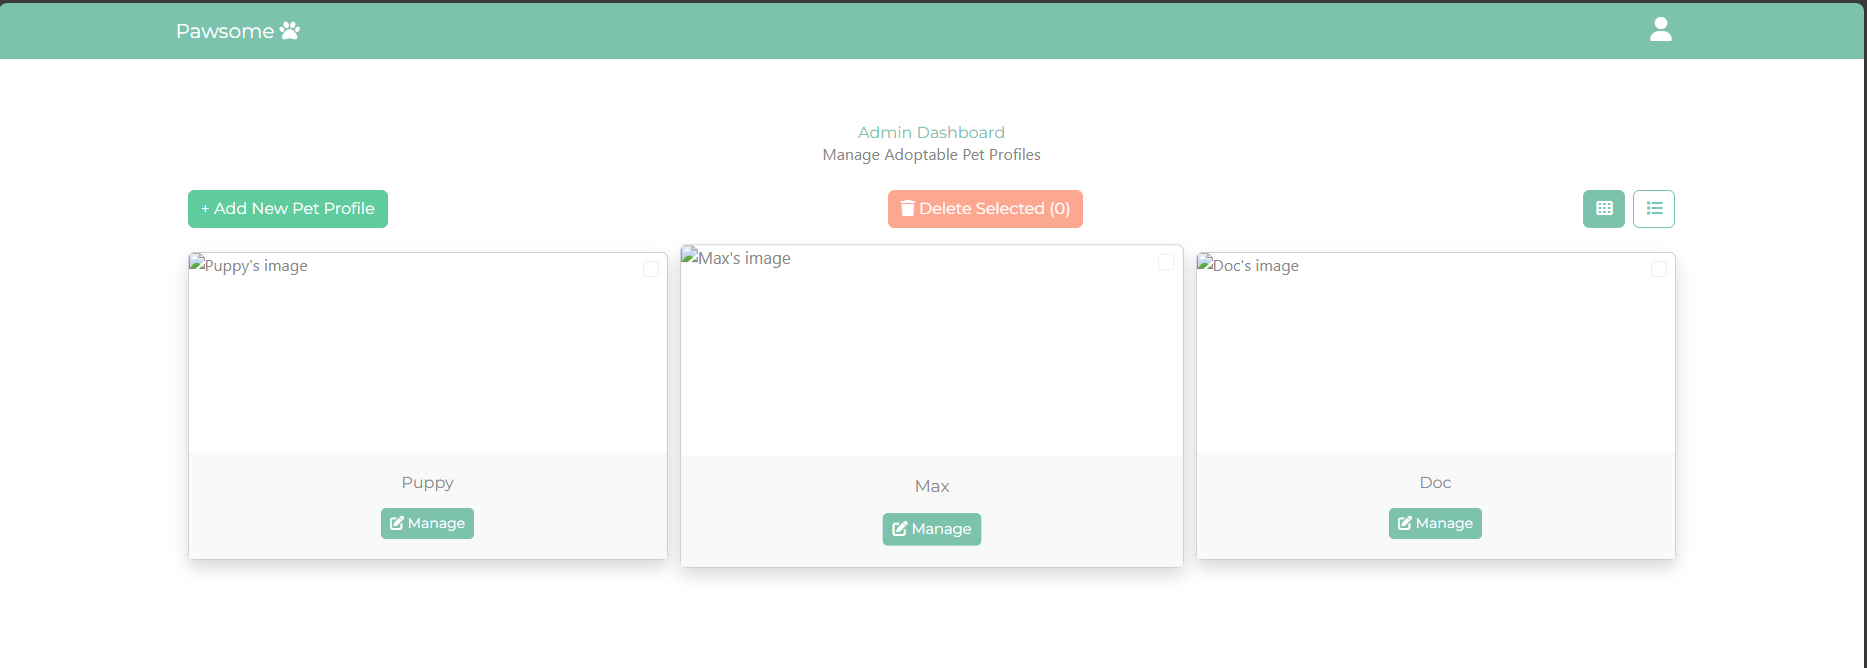 Pawsome
Admin Dashboard
Manage Adoptable Pet Profiles
+ Add New Pet Profile
Delete Selected (0)
Puppy's image
Max's image
Doc's image
Puppy
Max
Doc
Manage
Manage
Manage